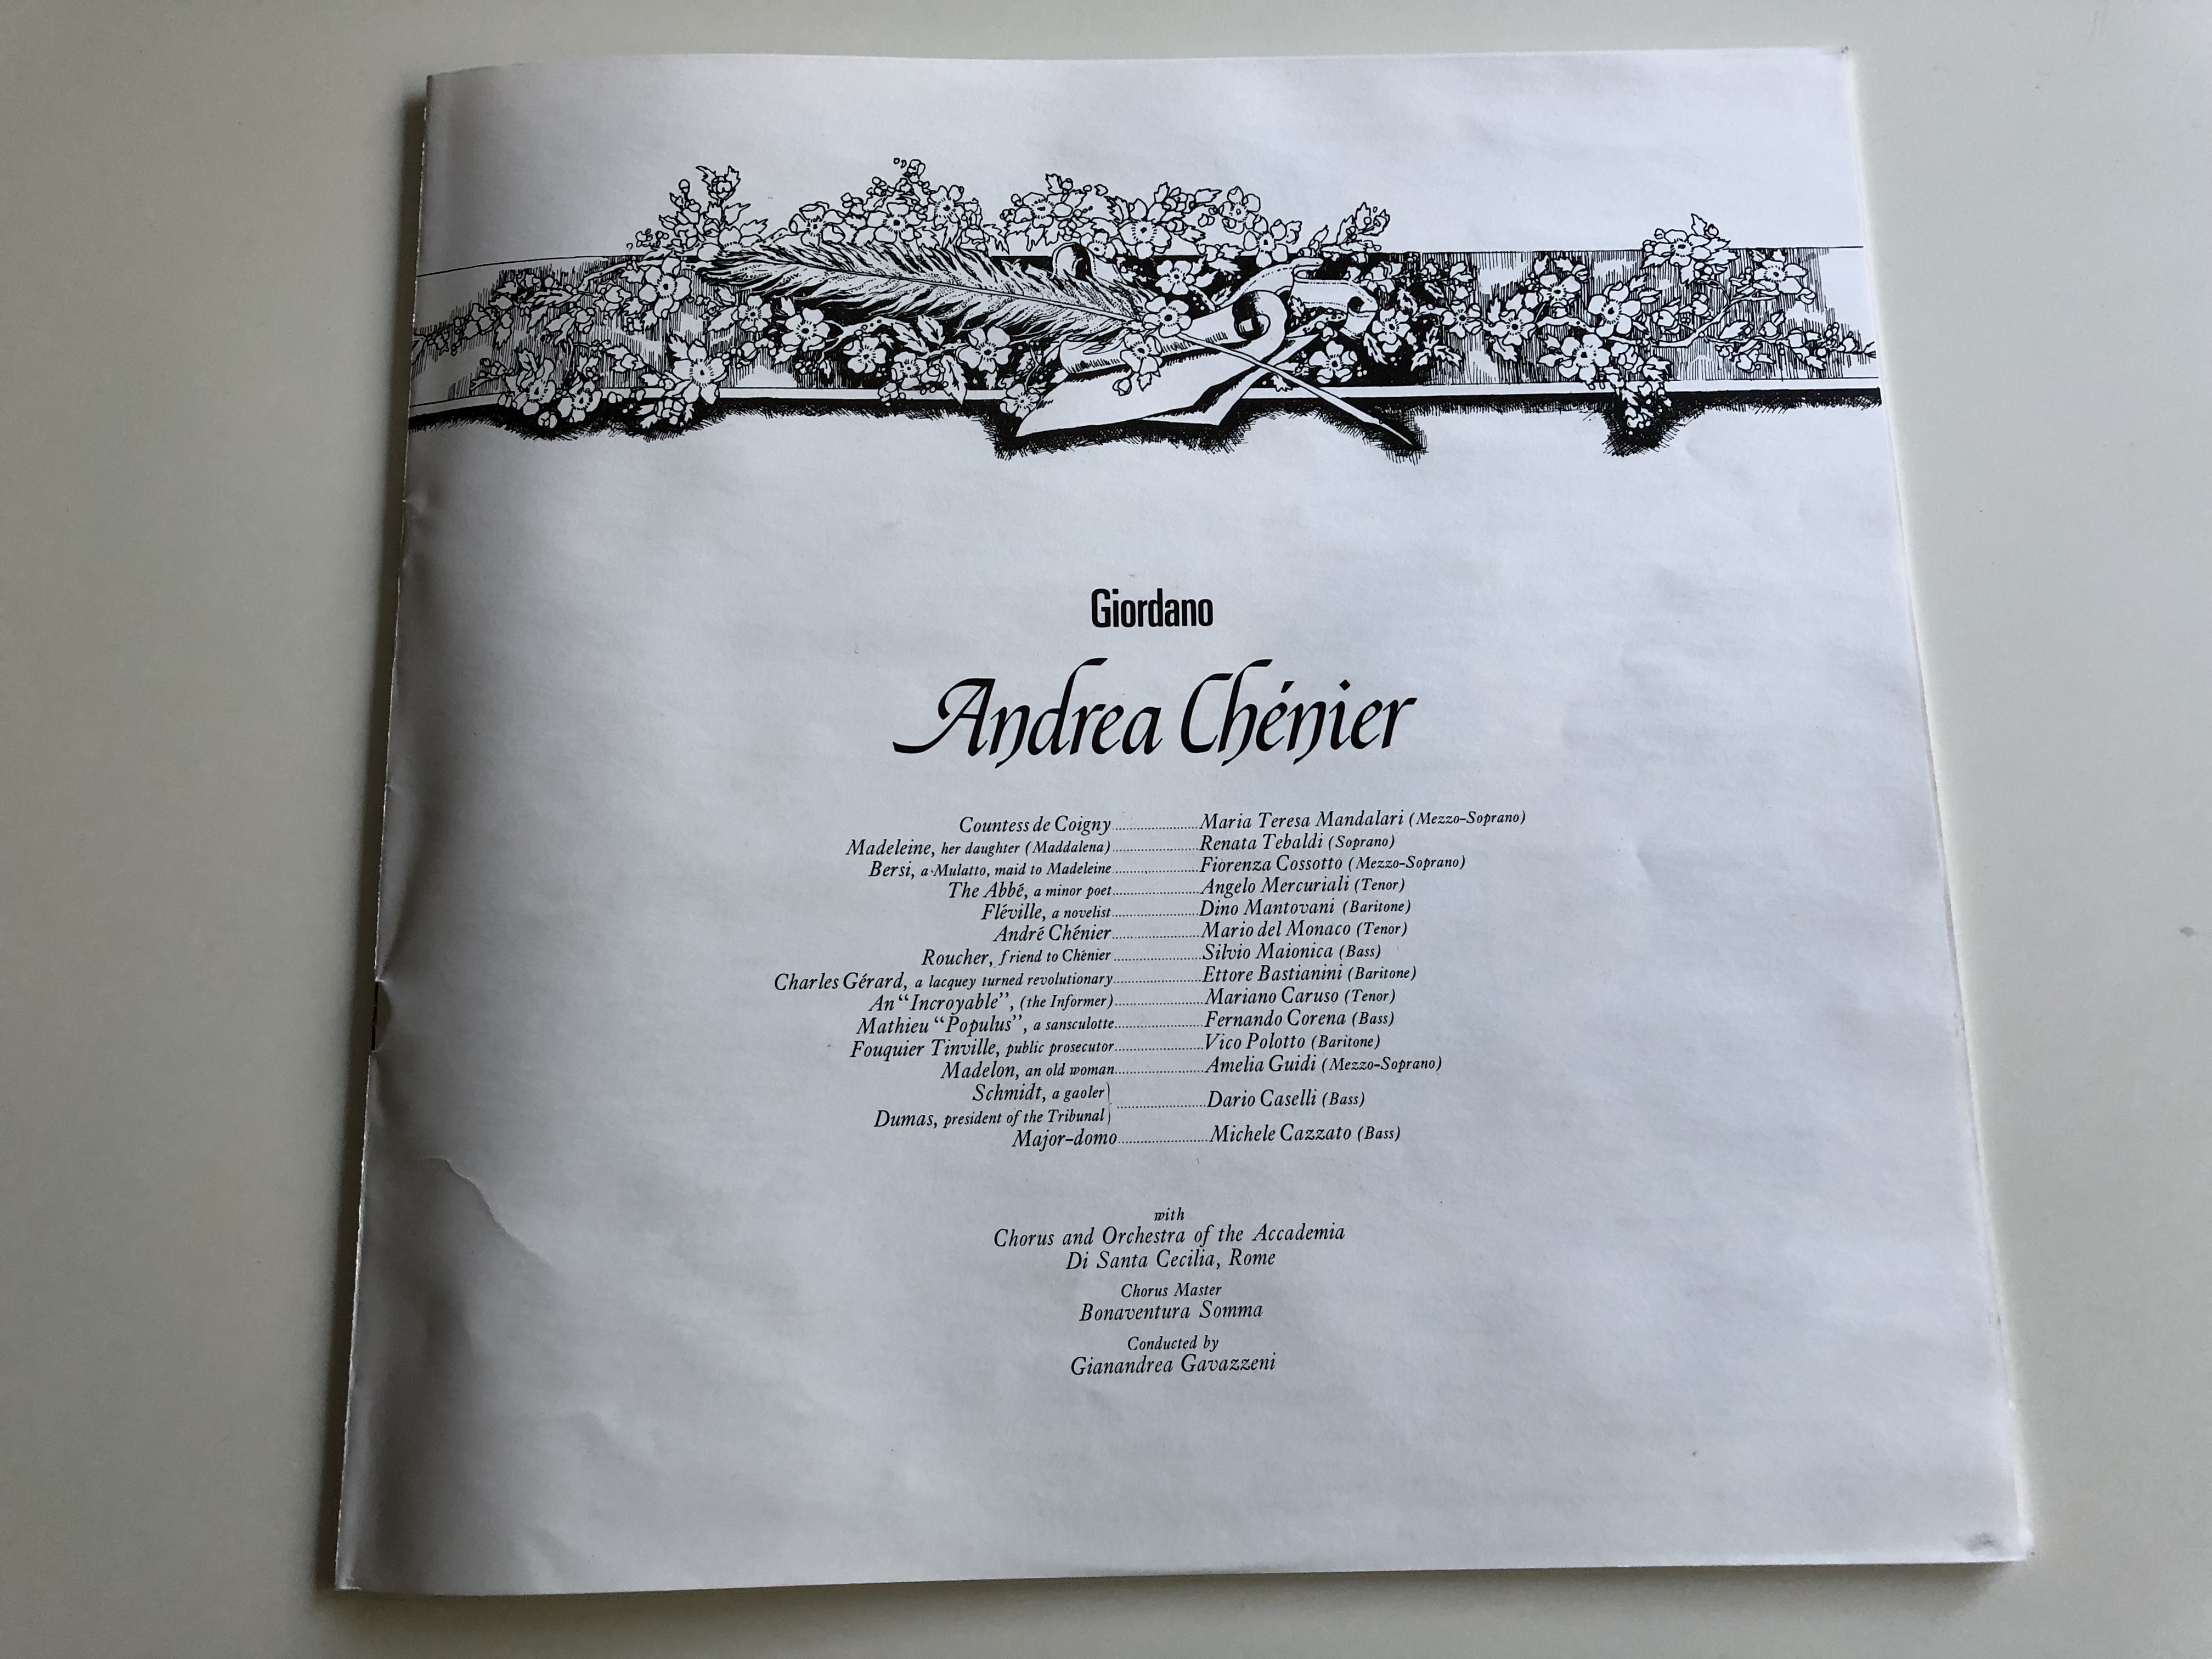 Giordano
Andrea Chénier
Countess de Coigny........................Maria Teresa Mandalari (Mezzo-Soprano)
Madeleine, her daughter (Maddalena)........................Renata Tebaldi (Soprano)
Bersi, a Mulatto, maid to Madeleine........................Fiorenza Cossotto (Mezzo-Soprano)
The Abbé, a minor poet........................Angelo Mercuriali (Tenor)
Fléville, a novelist........................Dino Mantovani (Baritone)
André Chénier........................Mario del Monaco (Tenor)
Roucher, friend to Chénier........................Silvio Maionica (Bass)
Charles Gérard, a lacquey turned revolutionary........................Ettore Bastianini (Baritone)
An "Incroyable", (the Informer)........................Mariano Caruso (Tenor)
Mathieu "Populus", a sansculotte........................Fernando Corena (Bass)
Fouquier Tinville, public prosecutor........................Vico Polotto (Baritone)
Madelon, an old woman........................Amelia Guidi (Mezzo-Soprano)
Schmidt, a gaoler
Dumas, president of the Tribunal........................Dario Caselli (Bass)
Major-domo........................Michele Cazzato (Bass)
with
Chorus and Orchestra of the Accademia
Di Santa Cecilia, Rome
Chorus Master
Bonaventura Somma
Conducted by
Gianandrea Gavazzeni